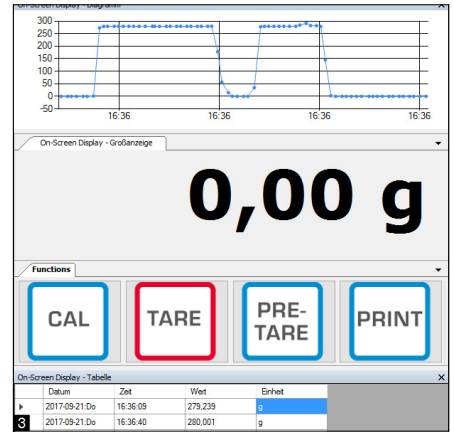 On-Screen Display - Diagramm
300
250
200
150
100
50
0
-50
16:36 16:36 16:36 16:36
On-Screen Display - Großanzeige
0,00 g
Functions
CAL TARE PRE-TARE PRINT
On-Screen Display - Tabelle
Datum Zeit Wert Einheit
2017-09-21:Do 16:36:09 279,239 g
3 2017-09-21:Do 16:36:40 280,001 g